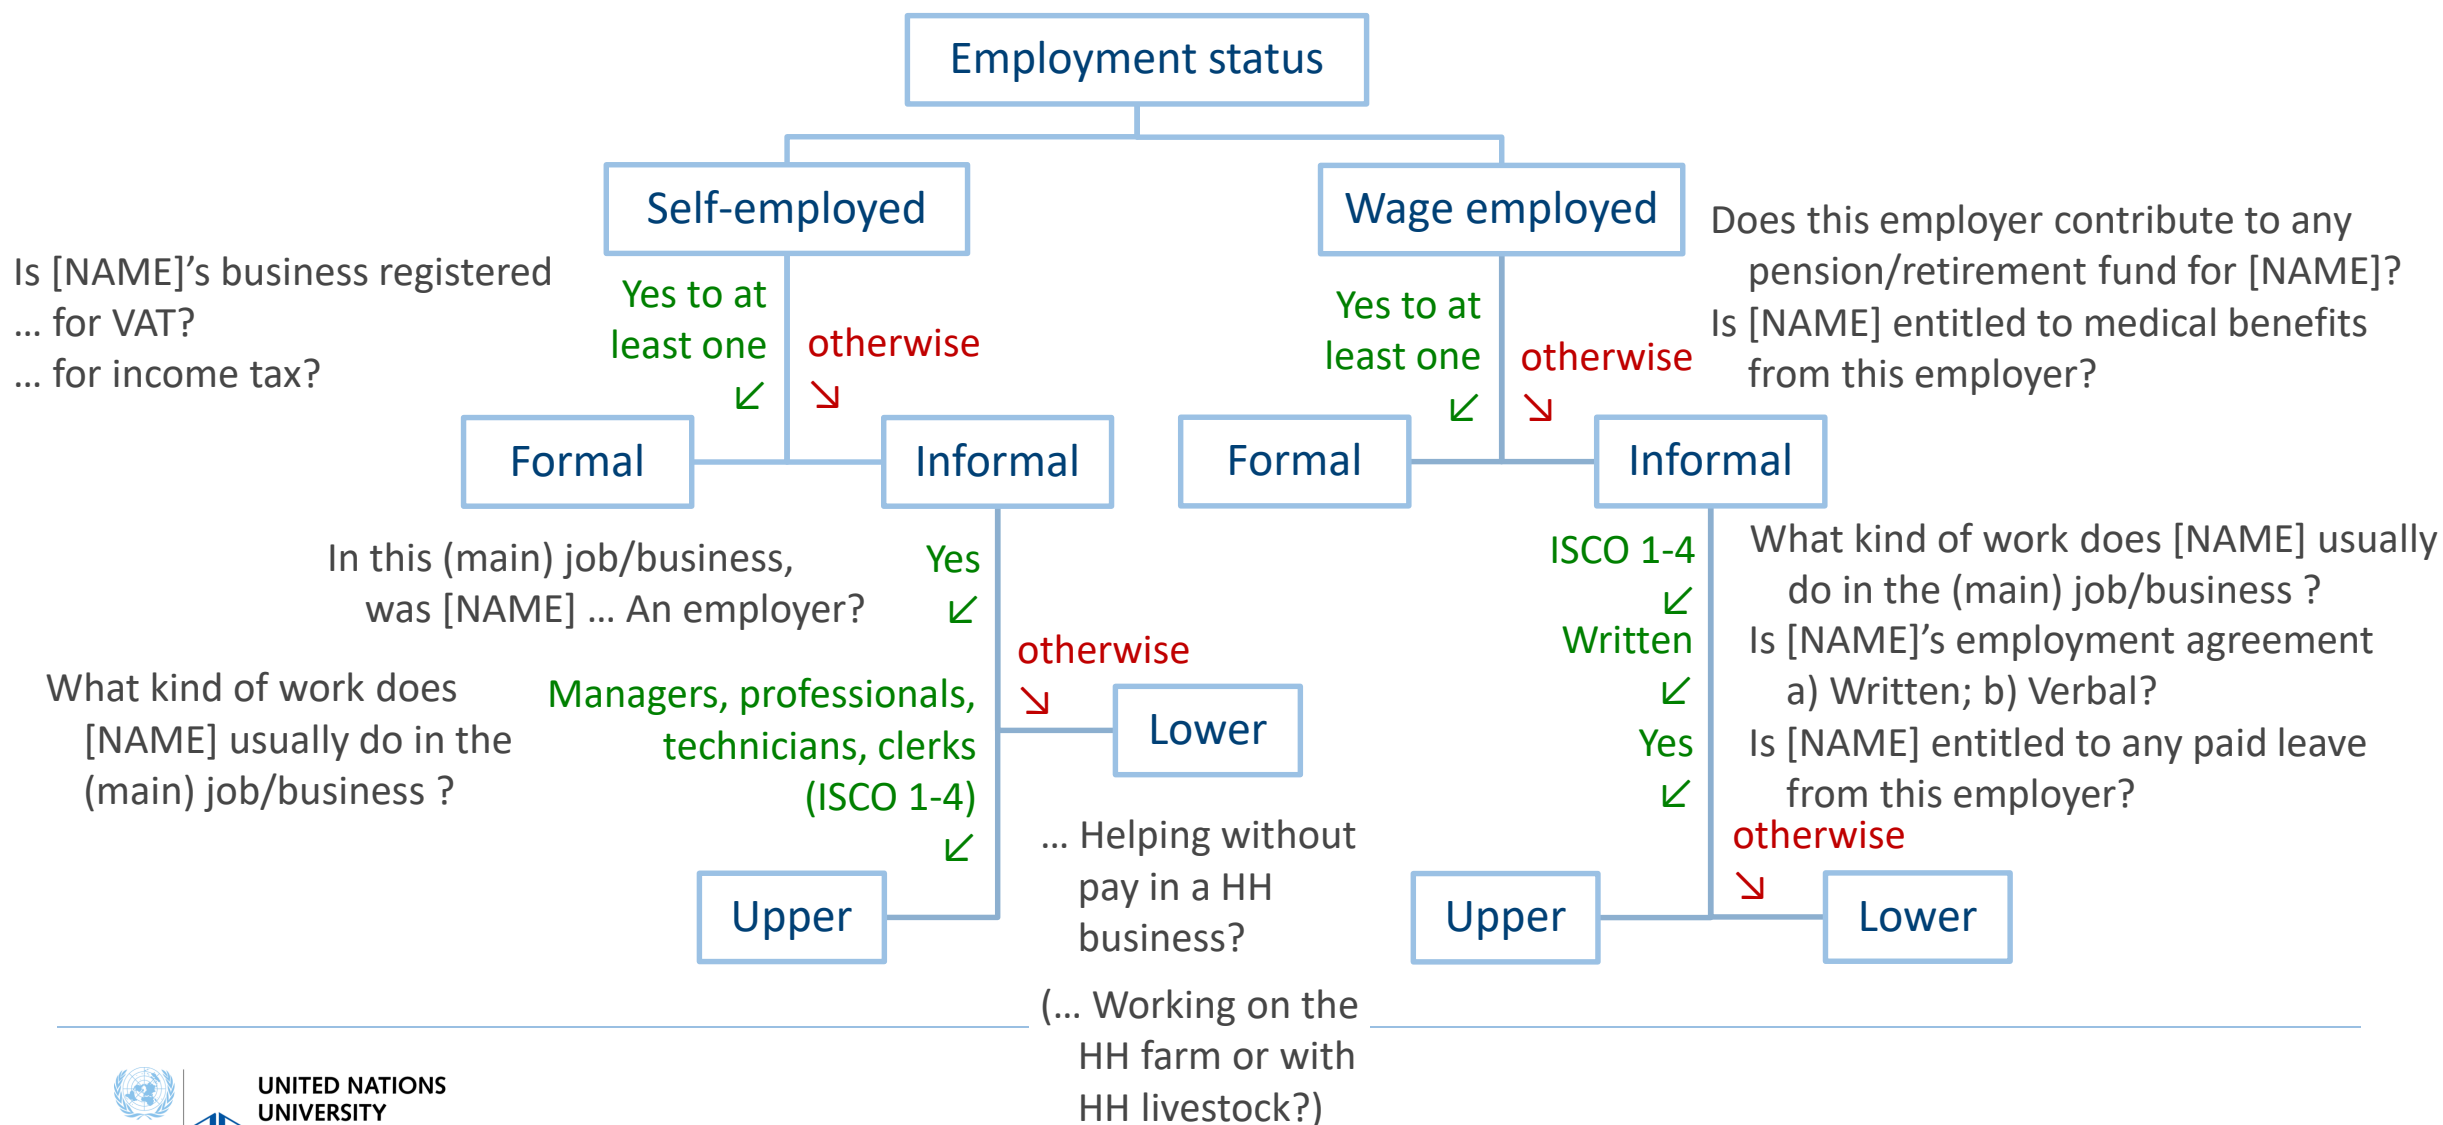 Employment status
Self-employed
Wage employed
Is [NAME]’s business registered
... for VAT?
... for income tax?
Yes to at
least one
otherwise
Yes to at
least one
otherwise
Does this employer contribute to any
pension/retirement fund for [NAME]?
Is [NAME] entitled to medical benefits
from this employer?
Formal
Informal
Formal
Informal
In this (main) job/business,
was [NAME] ... An employer?
Yes
otherwise
What kind of work does
[NAME] usually do in the
(main) job/business ?
Managers, professionals,
technicians, clerks
(ISCO 1-4)
Lower
Upper
... Helping without
pay in a HH
business?
(... Working on the
HH farm or with
HH livestock?)
ISCO 1-4
Written
Yes
What kind of work does [NAME] usually
do in the (main) job/business ?
Is [NAME]’s employment agreement
a) Written; b) Verbal?
Is [NAME] entitled to any paid leave
from this employer?
otherwise
Upper
Lower
UNITED NATIONS
UNIVERSITY